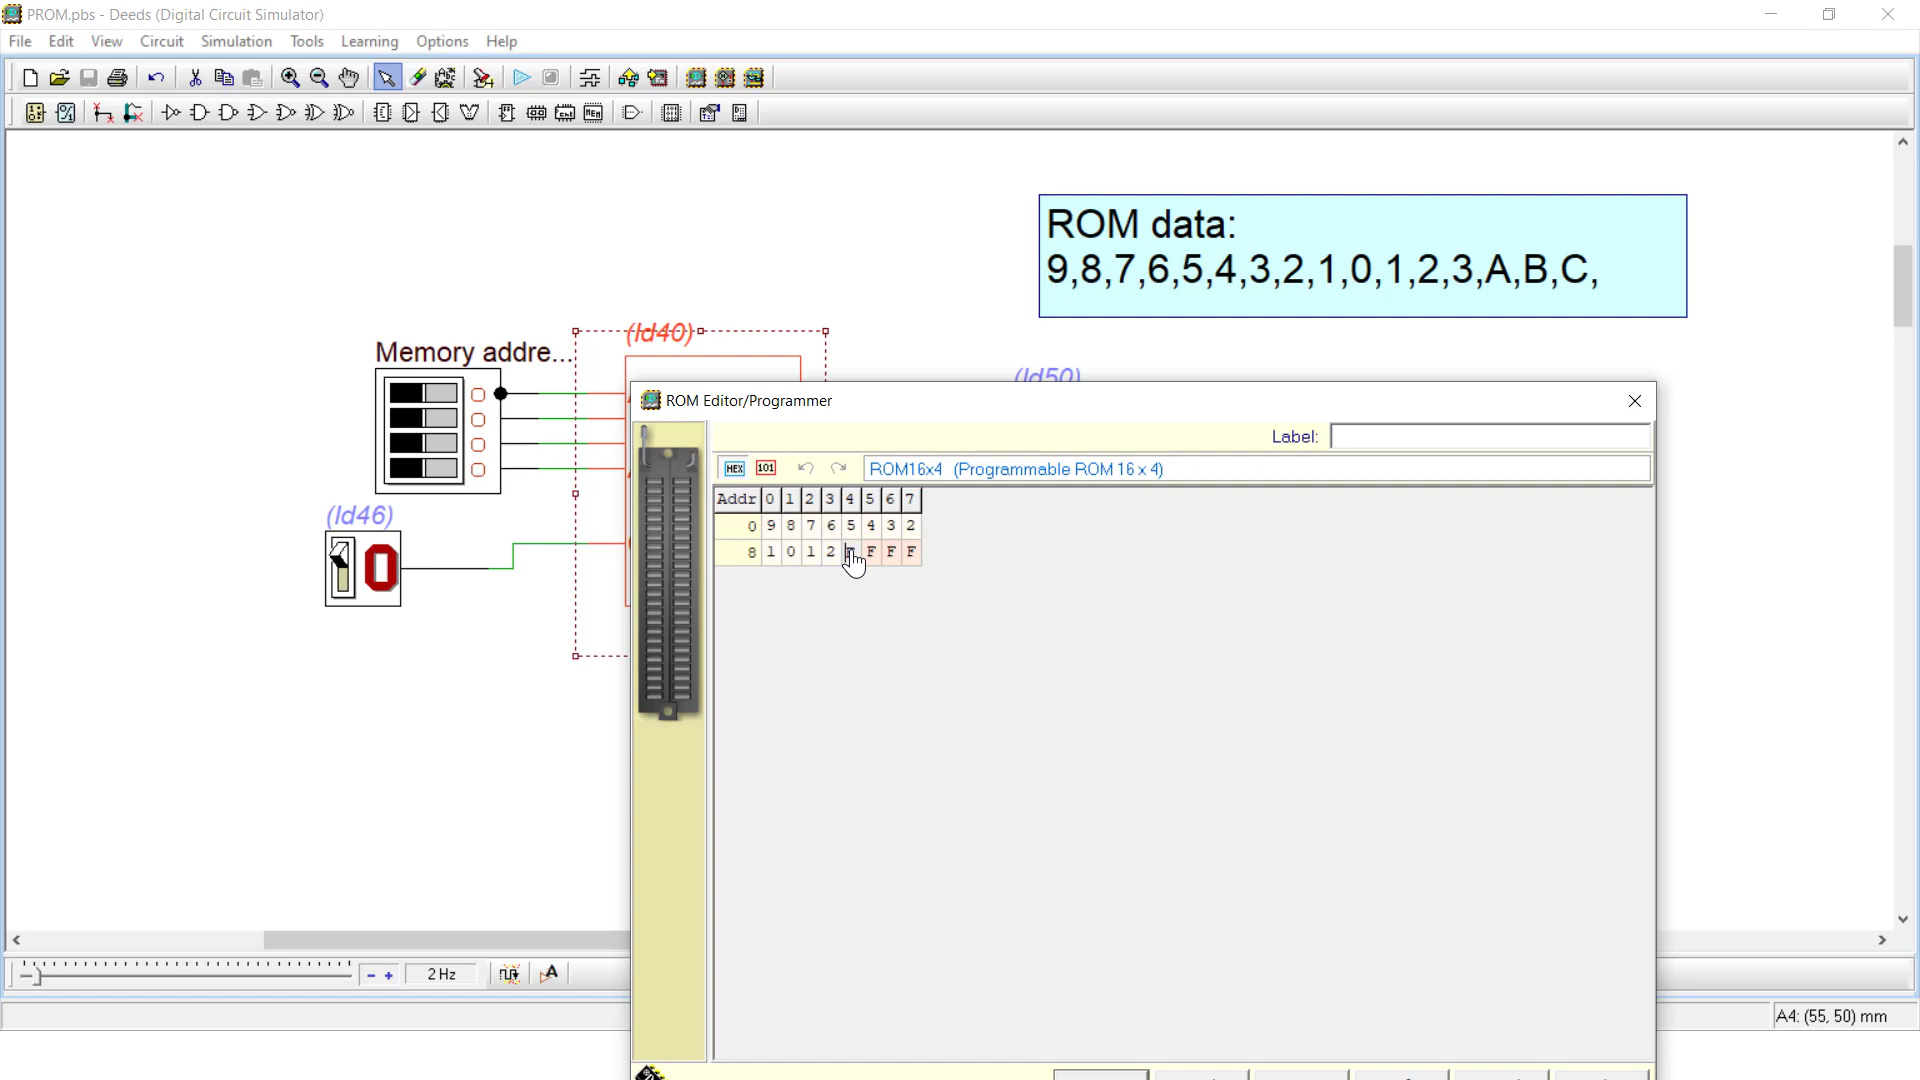 PROM.pbs - Deeds (Digital Circuit Simulator)
File Edit View Circuit Simulation Tools Learning Options Help
ROM data:
9,8,7,6,5,4,3,2,1,0,1,2,3,A,B,C,
(Id40)
Memory addre...
(Id50)
ROM Editor/Programmer
Label:
HEX 101 ROM16x4 (Programmable ROM 16 x 4)
Addr 0 1 2 3 4 5 6 7
0 9 8 7 6 5 4 3 2
8 1 0 1 2 F F F
(Id46)
0
- + 2 Hz
A4: (55, 50) mm